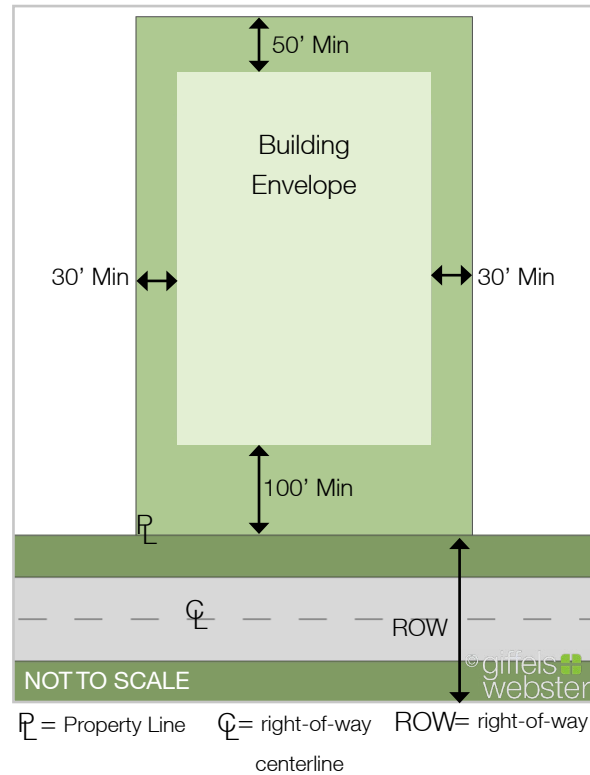 50’ Min
Building
Envelope
30’ Min
30’ Min
100’ Min
PL
CL
ROW
NOT TO SCALE
© giffels
webster
PL = Property Line CL = right-of-way ROW= right-of-way
centerline